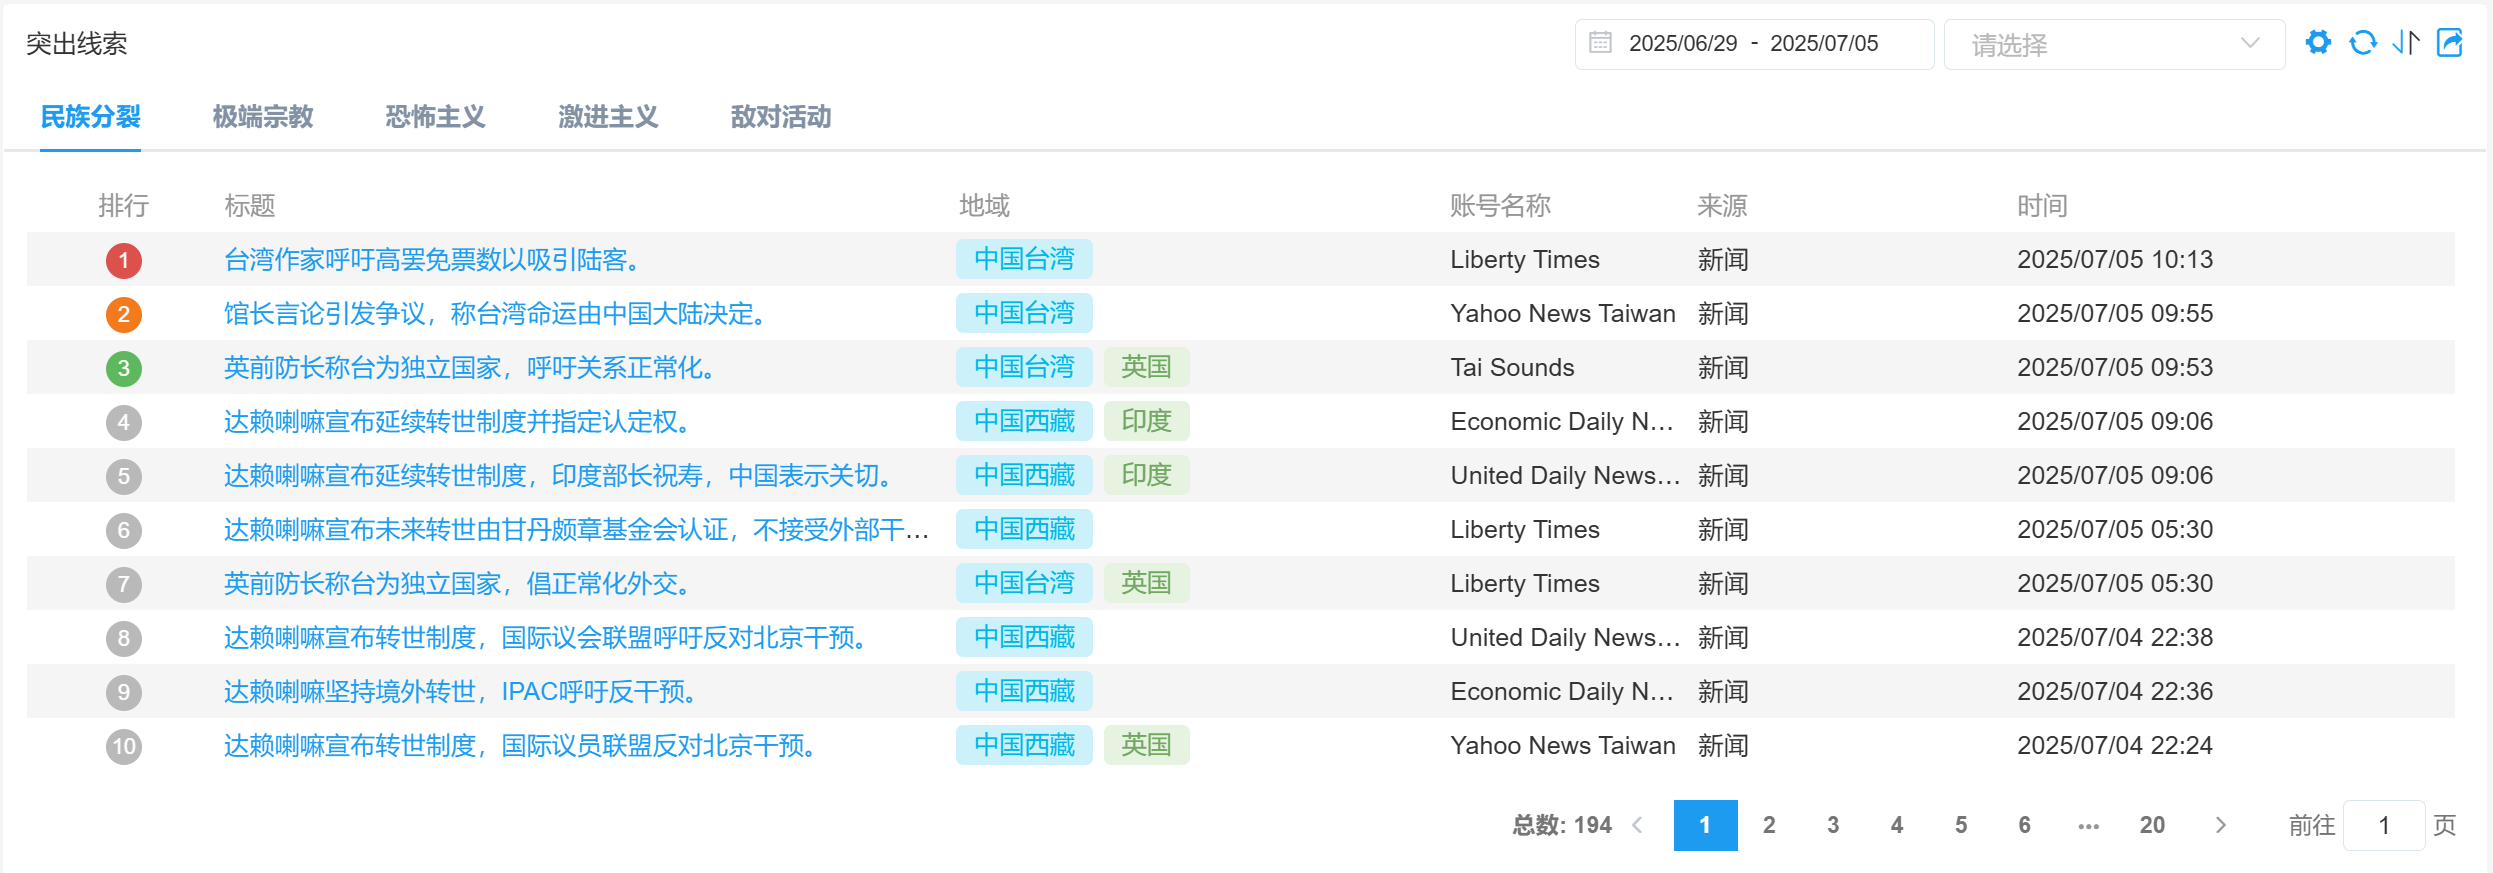 突出线索
2025/06/29 - 2025/07/05 请选择
民族分裂 极端宗教 恐怖主义 激进主义 敌对活动
排行 标题 地域 账号名称 来源 时间
1 台湾作家呼吁高罢免票数以吸引陆客。 中国台湾 Liberty Times 新闻 2025/07/05 10:13
2 馆长言论引发争议，称台湾命运由中国大陆决定。 中国台湾 Yahoo News Taiwan 新闻 2025/07/05 09:55
3 英前防长称台为独立国家，呼吁关系正常化。 中国台湾 英国 Tai Sounds 新闻 2025/07/05 09:53
4 达赖喇嘛宣布延续转世制度并指定认定权。 中国西藏 印度 Economic Daily N... 新闻 2025/07/05 09:06
5 达赖喇嘛宣布延续转世制度，印度部长祝寿，中国表示关切。 中国西藏 印度 United Daily News... 新闻 2025/07/05 09:06
6 达赖喇嘛宣布未来转世由甘丹颇章基金会认证，不接受外部干... 中国西藏 Liberty Times 新闻 2025/07/05 05:30
7 英前防长称台为独立国家，倡正常化外交。 中国台湾 英国 Liberty Times 新闻 2025/07/05 05:30
8 达赖喇嘛宣布转世制度，国际议会联盟呼吁反对北京干预。 中国西藏 United Daily News... 新闻 2025/07/04 22:38
9 达赖喇嘛坚持境外转世，IPAC呼吁反干预。 中国西藏 Economic Daily N... 新闻 2025/07/04 22:36
10 达赖喇嘛宣布转世制度，国际议员联盟反对北京干预。 中国西藏 英国 Yahoo News Taiwan 新闻 2025/07/04 22:24
总数: 194 < 1 2 3 4 5 6 ··· 20 > 前往 1 页